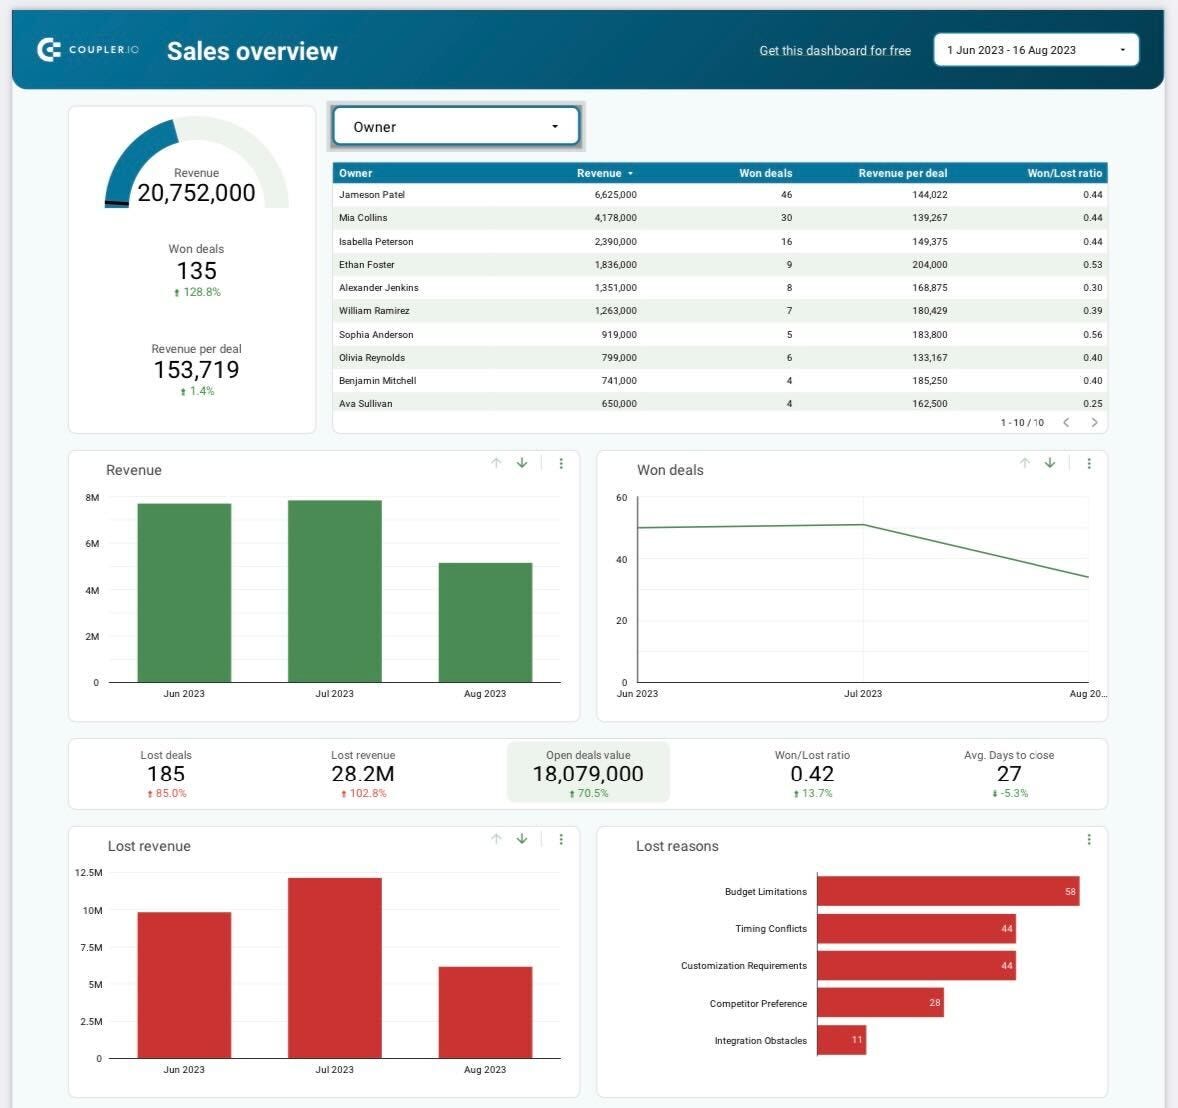 COUPLER.IO
Sales overview
Get this dashboard for free
1 Jun 2023 - 16 Aug 2023
Revenue
20,752,000
Won deals
135
128.8%
Revenue per deal
153,719
1.4%
Owner
Owner Revenue Won deals Revenue per deal Won/Lost ratio
Jameson Patel 6,625,000 46 144,022 0.44
Mia Collins 4,178,000 30 139,267 0.44
Isabella Peterson 2,390,000 16 149,375 0.44
Ethan Foster 1,836,000 9 204,000 0.53
Alexander Jenkins 1,351,000 8 168,875 0.30
William Ramirez 1,263,000 7 180,429 0.39
Sophia Anderson 919,000 5 183,800 0.56
Olivia Reynolds 799,000 6 133,167 0.40
Benjamin Mitchell 741,000 4 185,250 0.40
Ava Sullivan 650,000 4 162,500 0.25
1 - 10 / 10
Revenue
8M
6M
4M
2M
0
Jun 2023 Jul 2023 Aug 2023
Won deals
60
40
20
0
Jun 2023 Jul 2023 Aug 20...
Lost deals
185
85.0%
Lost revenue
28.2M
102.8%
Open deals value
18,079,000
70.5%
Won/Lost ratio
0.42
13.7%
Avg. Days to close
27
-5.3%
Lost revenue
12.5M
10M
7.5M
5M
2.5M
0
Jun 2023 Jul 2023 Aug 2023
Lost reasons
Budget Limitations 58
Timing Conflicts 44
Customization Requirements 44
Competitor Preference 28
Integration Obstacles 11